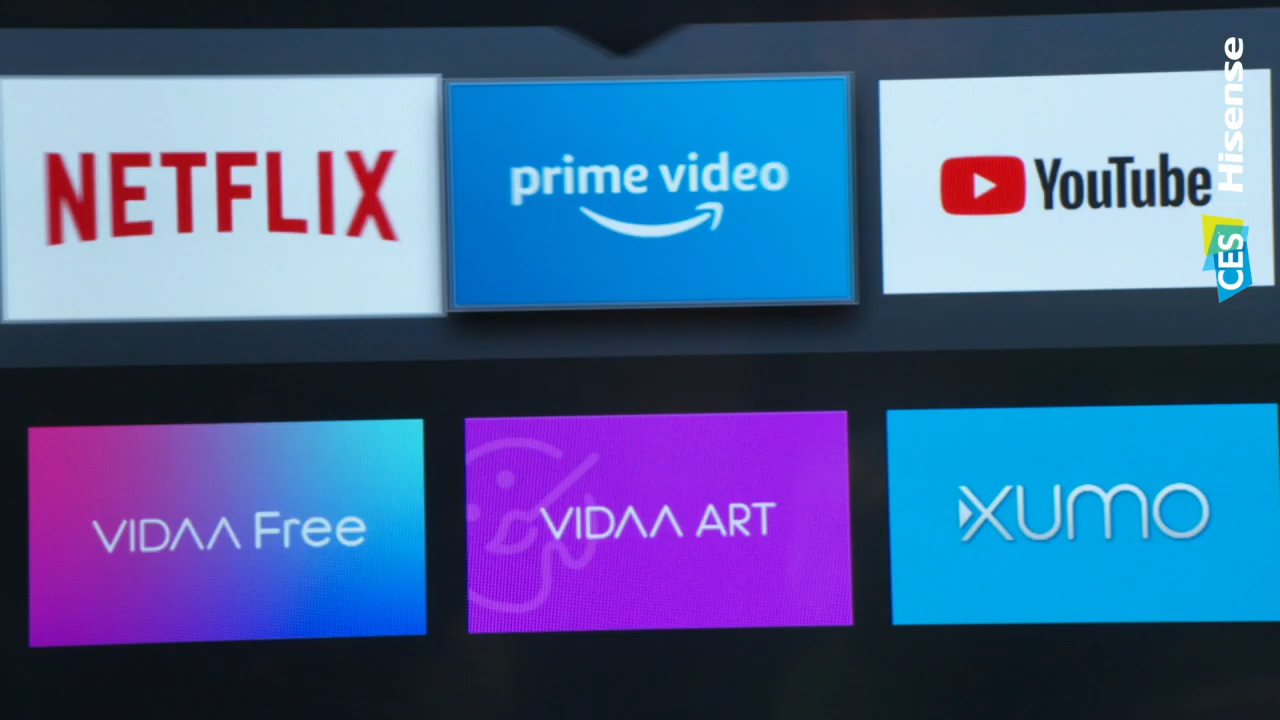 NETFLIX
prime video
YouTube
VIDAA Free
VIDAA ART
XUMO
CES Hisense